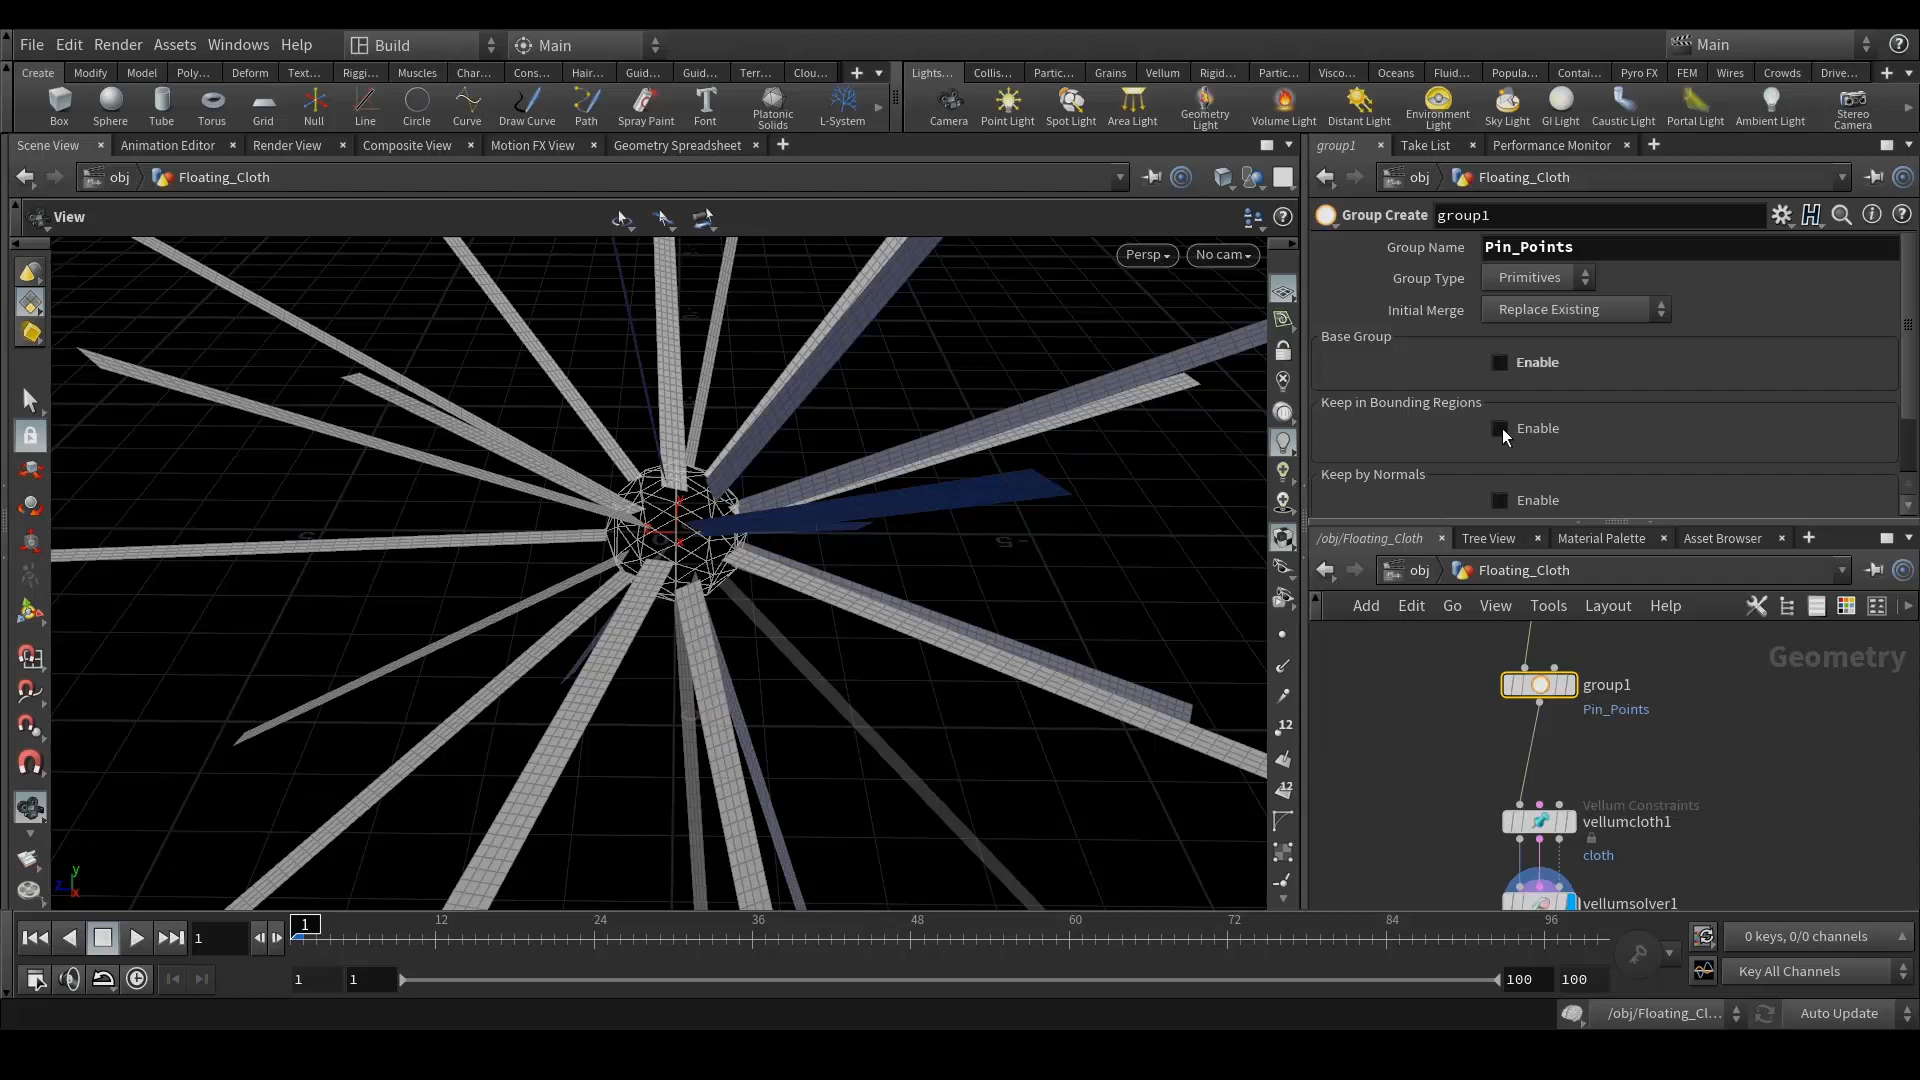 File Edit Render Assets Windows Help Build Main Main
Create Modify Model Poly... Deform Text... Riggi... Muscles Char... Cons... Hair... Guid... Guid... Terr... Clou... Lights... Collis... Partic... Grains Vellum Rigid... Partic... Visco... Oceans Fluid... Popula... Contai... Pyro FX FEM Wires Crowds Drive...
Box Sphere Tube Torus Grid Null Line Circle Curve Draw Curve Path Spray Paint Font Platonic Solids L-System Camera Point Light Spot Light Area Light Geometry Light Volume Light Distant Light Environment Light Sky Light GI Light Caustic Light Portal Light Ambient Light Stereo Camera
Scene View Animation Editor Render View Composite View Motion FX View Geometry Spreadsheet
obj Floating_Cloth
View
Persp No cam
group1 Take List Performance Monitor
obj Floating_Cloth
Group Create group1
Group Name Pin_Points
Group Type Primitives
Initial Merge Replace Existing
Base Group
Enable
Keep in Bounding Regions
Enable
Keep by Normals
Enable
/obj/Floating_Cloth Tree View Material Palette Asset Browser
obj Floating_Cloth
Add Edit Go View Tools Layout Help
Geometry
group1
Pin_Points
Vellum Constraints
vellumcloth1
cloth
vellumsolver1
12
12
y
z
x
1 1 12 24 36 48 60 72 84 96
0 keys, 0/0 channels
1 1 100 100
Key All Channels
/obj/Floating_Cl... Auto Update